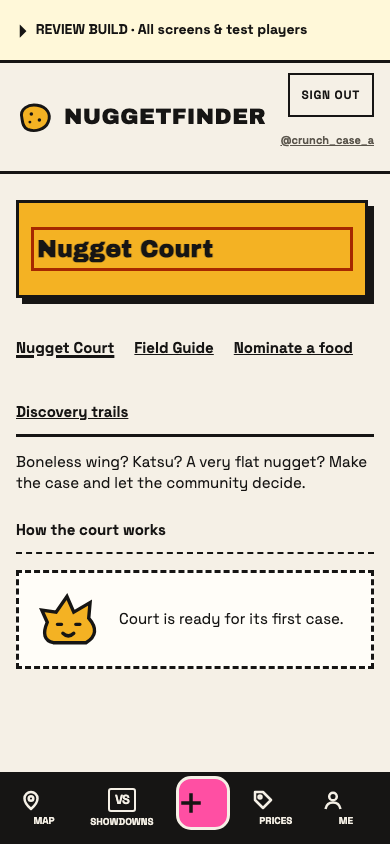 REVIEW BUILD · All screens & test players
SIGN OUT
NUGGETFINDER
@crunch_case_a
Nugget Court
Nugget Court Field Guide Nominate a food
Discovery trails
Boneless wing? Katsu? A very flat nugget? Make
the case and let the community decide.
How the court works
Court is ready for its first case.
VS
MAP SHOWDOWNS PRICES ME